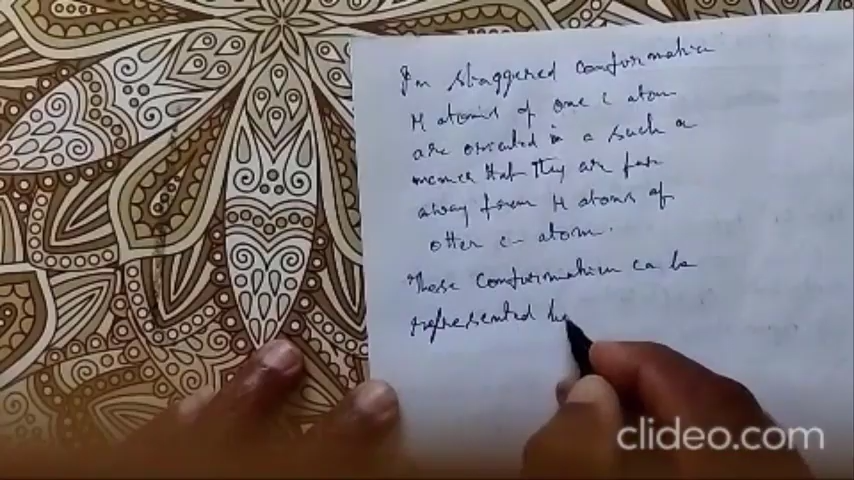 In staggered conformation
H atoms of one C atom
are oriented in a such a
manner that They are far
away from H atoms of
other C- atom.
These conformation can be
represented by
clideo.com